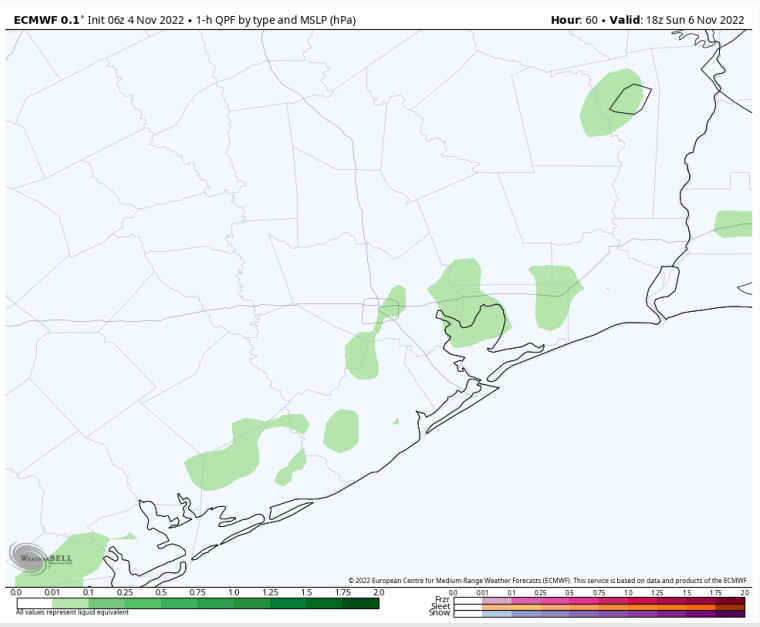 ECMWF 0.1° Init 06z 4 Nov 2022 • 1-h QPF by type and MSLP (hPa)
Hour: 60 • Valid: 18z Sun 6 Nov 2022
WEATHERBELL
© 2022 European Centre for Medium-Range Weather Forecasts (ECMWF). This service is based on data and products of the ECMWF.
0.0 0.01 0.1 0.25 0.5 0.75 1.0 1.25 1.5 1.75 2.0
All values represent liquid equivalent
0.0 0.01 0.1 0.25 0.5 0.75 1.0 1.25 1.5 1.75 2.0
Frzr
Sleet
Snow